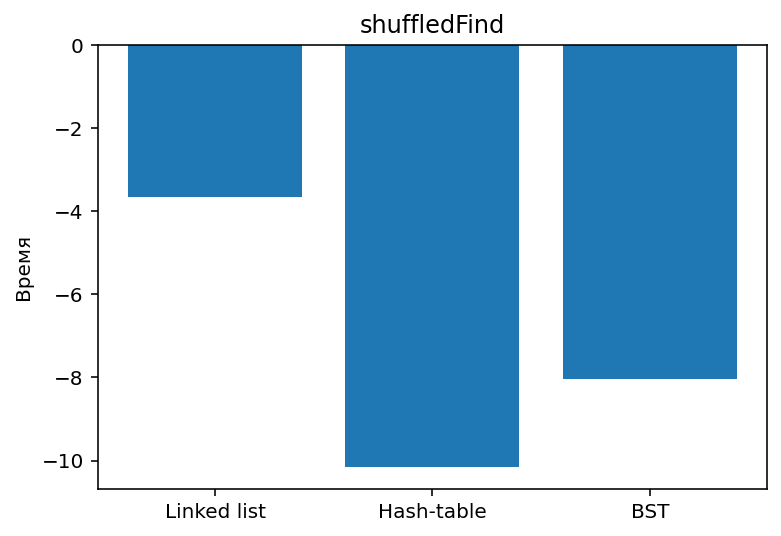 shuffledFind
Время
0
−2
−4
−6
−8
−10
Linked list
Hash-table
BST